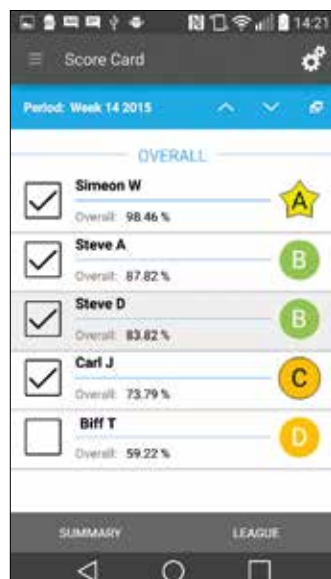 14:21
Score Card
Period: Week 14 2015
OVERALL
Simeon W
A
Overall: 98.46 %
Steve A
B
Overall: 87.82 %
Steve D
B
Overall: 83.82 %
Carl J
C
Overall: 73.79 %
Biff T
D
Overall: 59.22 %
SUMMARY LEAGUE